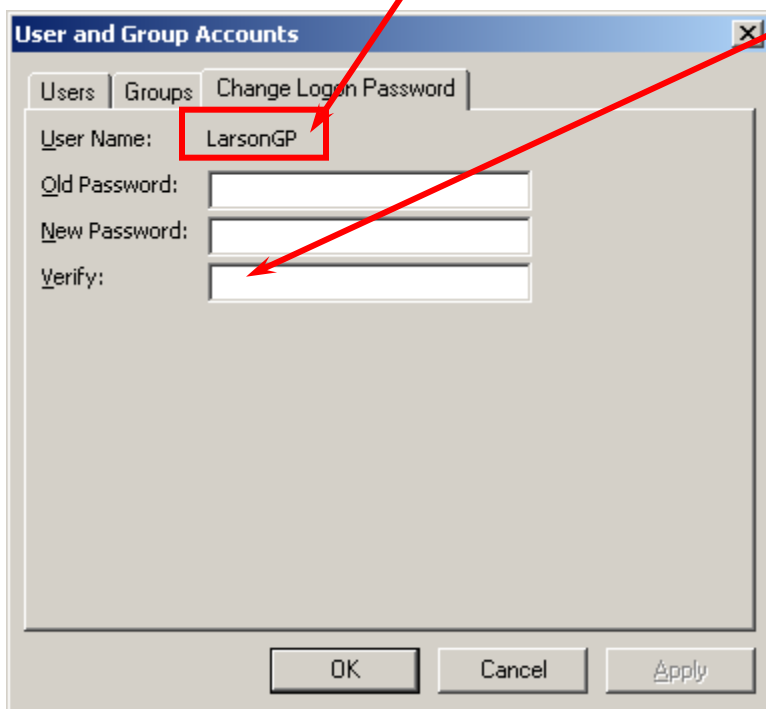 User and Group Accounts
Users Groups Change Logon Password
User Name: LarsonGP
Old Password:
New Password:
Verify:
OK Cancel Apply